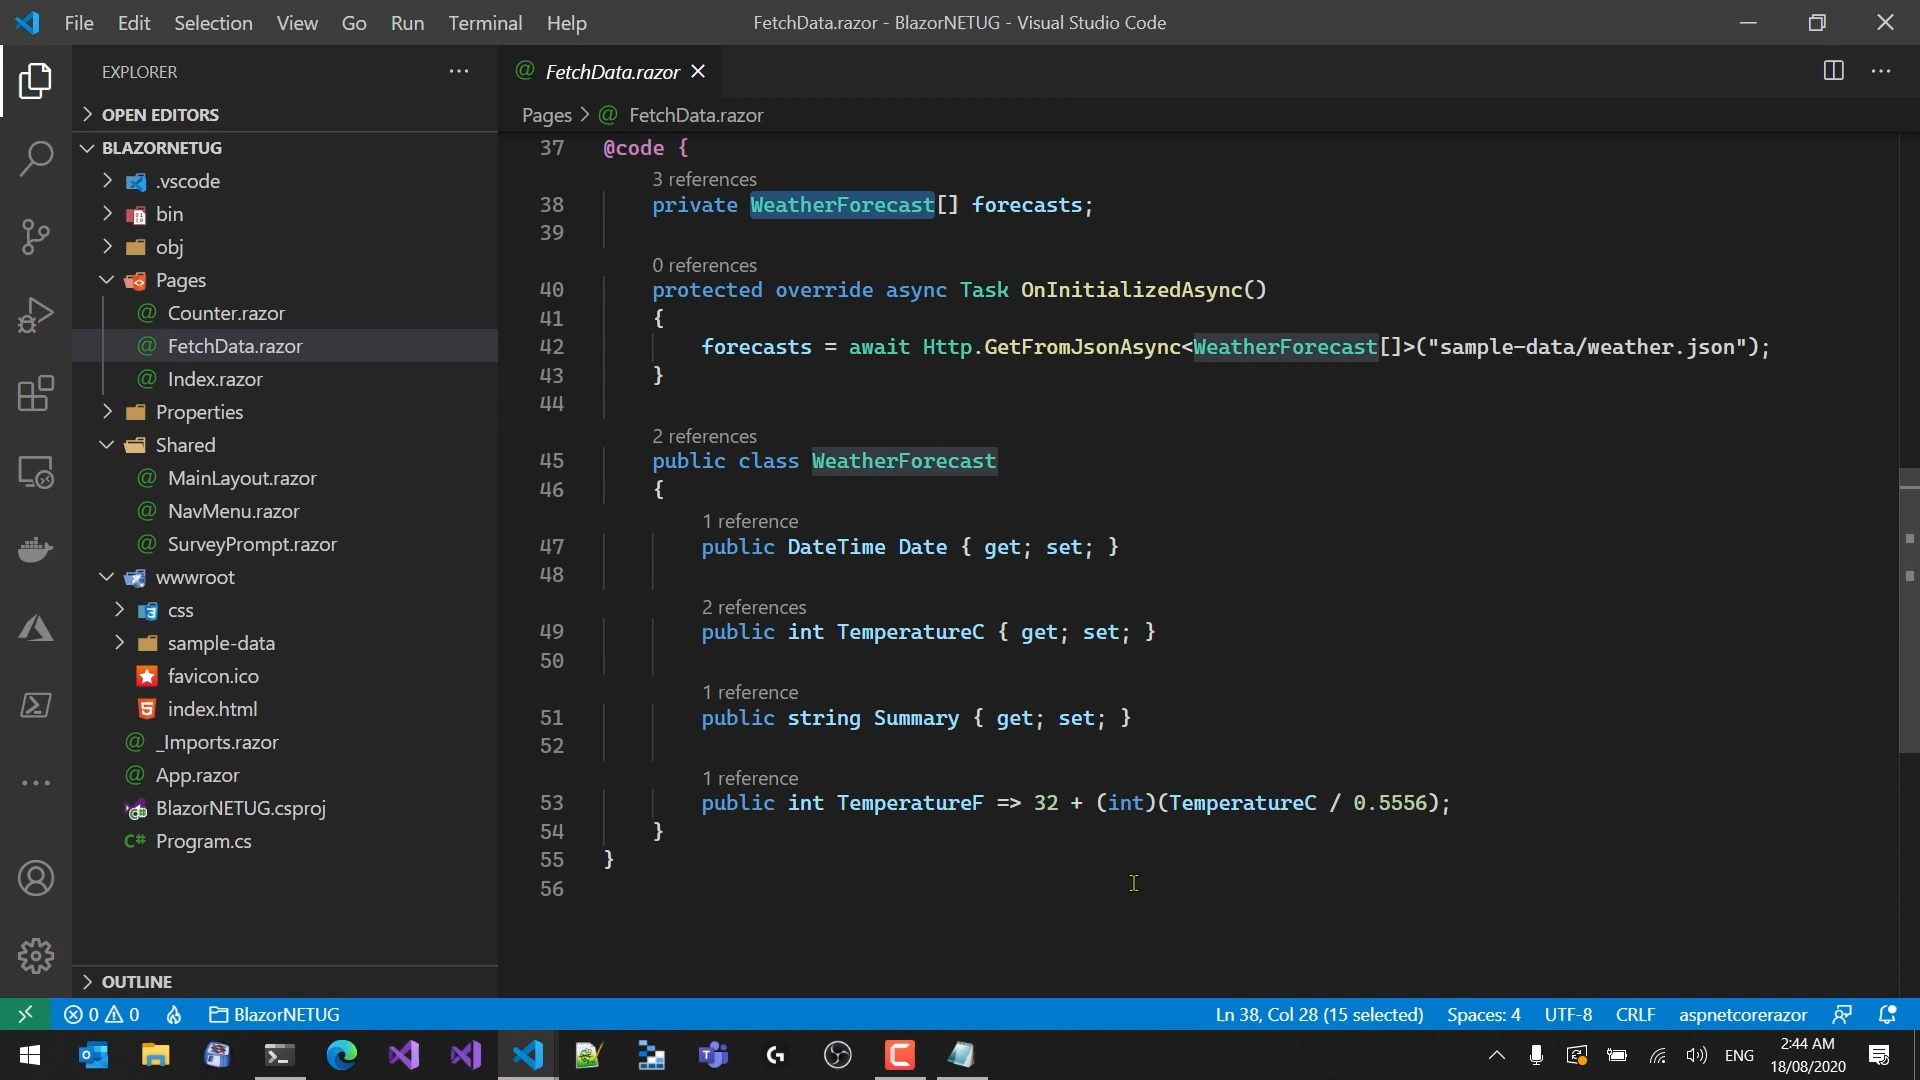 File Edit Selection View Go Run Terminal Help
FetchData.razor - BlazorNETUG - Visual Studio Code
EXPLORER
OPEN EDITORS
BLAZORNETUG
.vscode
bin
obj
Pages
Counter.razor
FetchData.razor
Index.razor
Properties
Shared
MainLayout.razor
NavMenu.razor
SurveyPrompt.razor
wwwroot
css
sample-data
favicon.ico
index.html
_Imports.razor
App.razor
BlazorNETUG.csproj
Program.cs
OUTLINE
FetchData.razor
Pages > FetchData.razor
37 @code {
3 references
38 private WeatherForecast[] forecasts;
39
0 references
40 protected override async Task OnInitializedAsync()
41 {
42 forecasts = await Http.GetFromJsonAsync<WeatherForecast[]>("sample-data/weather.json");
43 }
44
2 references
45 public class WeatherForecast
46 {
1 reference
47 public DateTime Date { get; set; }
48
2 references
49 public int TemperatureC { get; set; }
50
1 reference
51 public string Summary { get; set; }
52
1 reference
53 public int TemperatureF => 32 + (int)(TemperatureC / 0.5556);
54 }
55 }
56
0 0 BlazorNETUG
Ln 38, Col 28 (15 selected) Spaces: 4 UTF-8 CRLF aspnetcorerazor
ENG
2:44 AM
18/08/2020